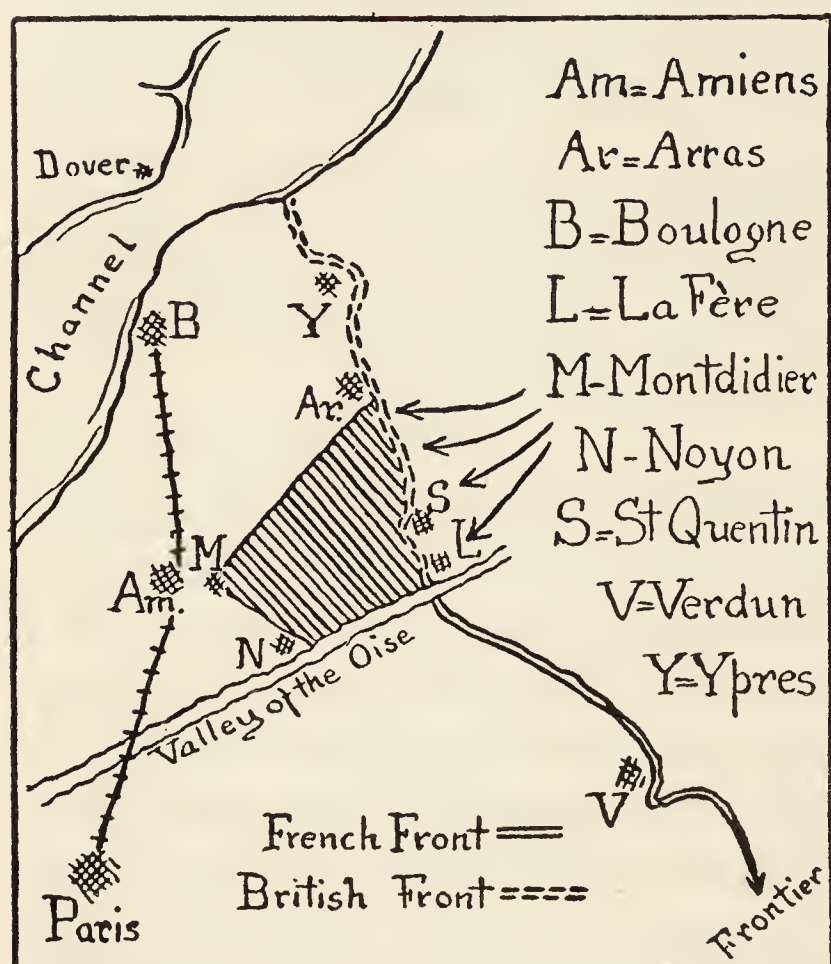 Am=Amiens
Ar=Arras
B=Boulogne
L=La Fère
M-Montdidier
N-Noyon
S=St Quentin
V=Verdun
Y=Ypres
Dover
Channel
B
Y
Ar.
S
L
M
Am.
N
Valley of the Oise
V
French Front
British Front
Paris
Frontier